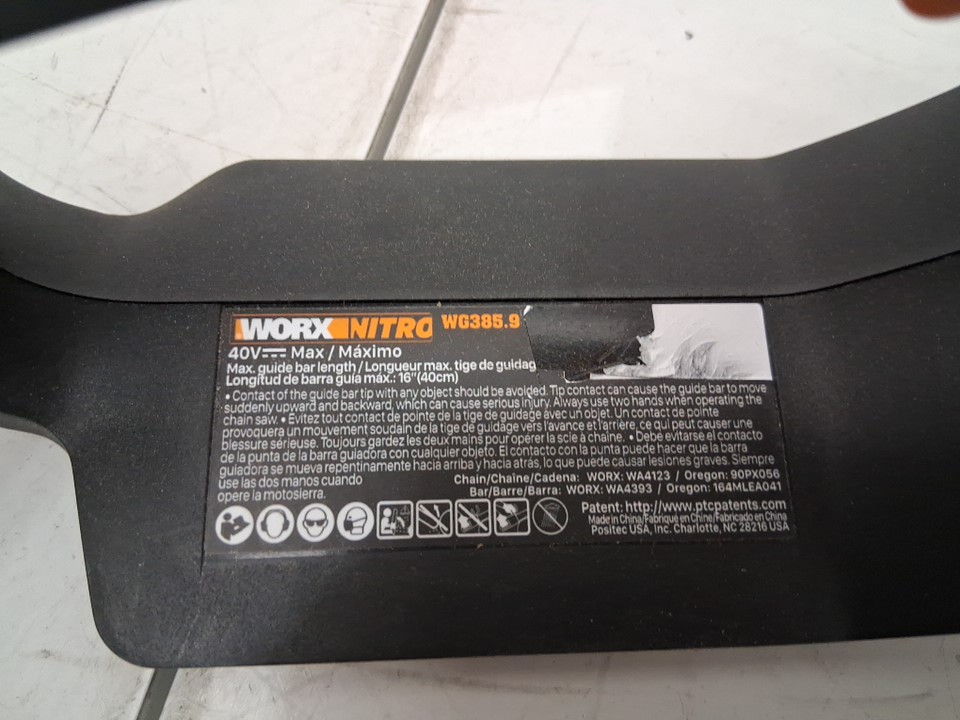 WORX NITRO WG385.9
40V⎓ Max / Máximo
Max. guide bar length / Longueur max. tige de guidag
Longitud de barra guía máx.: 16"(40cm)
• Contact of the guide bar tip with any object should be avoided. Tip contact can cause the guide bar to move
suddenly upward and backward, which can cause serious injury. Always use two hands when operating the
chain saw. • Évitez tout contact de pointe de la tige de guidage avec un objet. Un contact de pointe
provoquera un mouvement soudain de la tige de guidage vers l'avance et l'arrière, ce qui peut causer une
blessure sérieuse. Toujours gardez les deux mains pour opérer la scie à chaîne. • Debe evitarse el contacto
de la punta de la barra guiadora con cualquier objeto. El contacto con la punta puede hacer que la barra
guiadora se mueva repentinamente hacia arriba y hacia atrás, lo que puede causar lesiones graves. Siempre
use las dos manos cuando
opere la motosierra.
Chain/Chaîne/Cadena: WORX: WA4123 / Oregon: 90PX056
Bar/Barre/Barra: WORX: WA4393 / Oregon: 164MLEA041
Patent: http://www.ptcpatents.com
Made in China/Fabriqué en Chine/Fabricado en China
Positec USA, Inc. Charlotte, NC 28216 USA